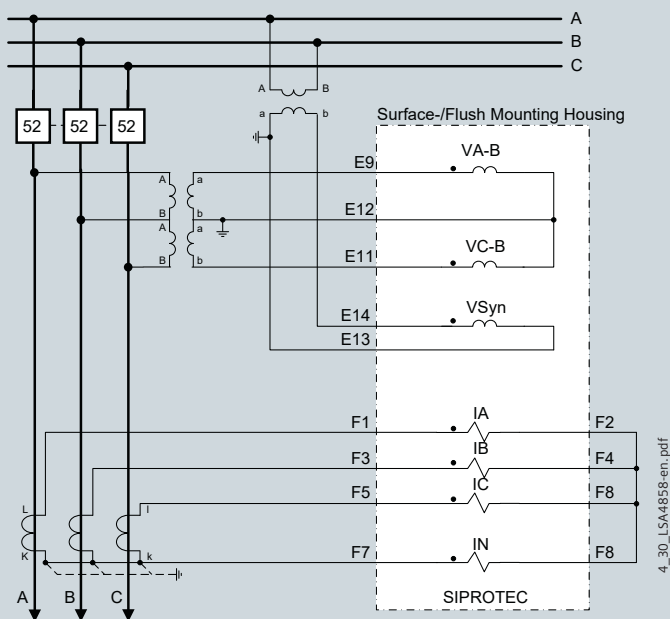 A
B
C
A B
a b
52 52 52
Surface-/Flush Mounting Housing
E9 VA-B
A a
B b
E12
A a
B b
E11 VC-B
E14 VSyn
E13
F1 IA F2
F3 IB F4
F5 IC F8
L l
K k
F7 IN F8
SIPROTEC
A B C
4_30_LSA4858-en.pdf